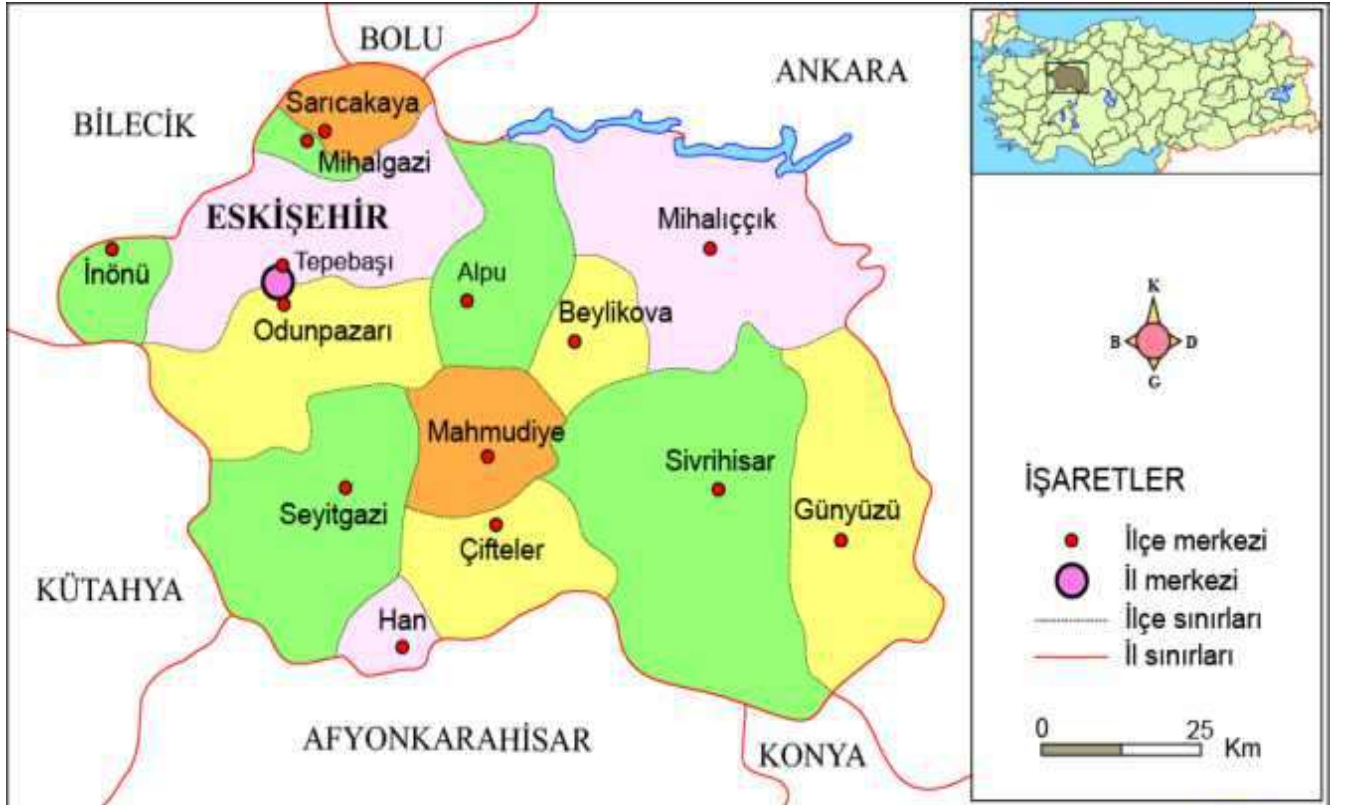 BOLU
ANKARA
BİLECİK
Sarıcakaya
Mihalgazi
ESKİŞEHİR
Mihalıççık
Tepebaşı
İnönü
Alpu
Odunpazarı
Beylikova
Mahmudiye
Sivrihisar
Seyitgazi
Günyüzü
Çifteler
KÜTAHYA
Han
AFYONKARAHİSAR
KONYA
K
B
D
G
İŞARETLER
İlçe merkezi
İl merkezi
İlçe sınırları
İl sınırları
0 25
Km